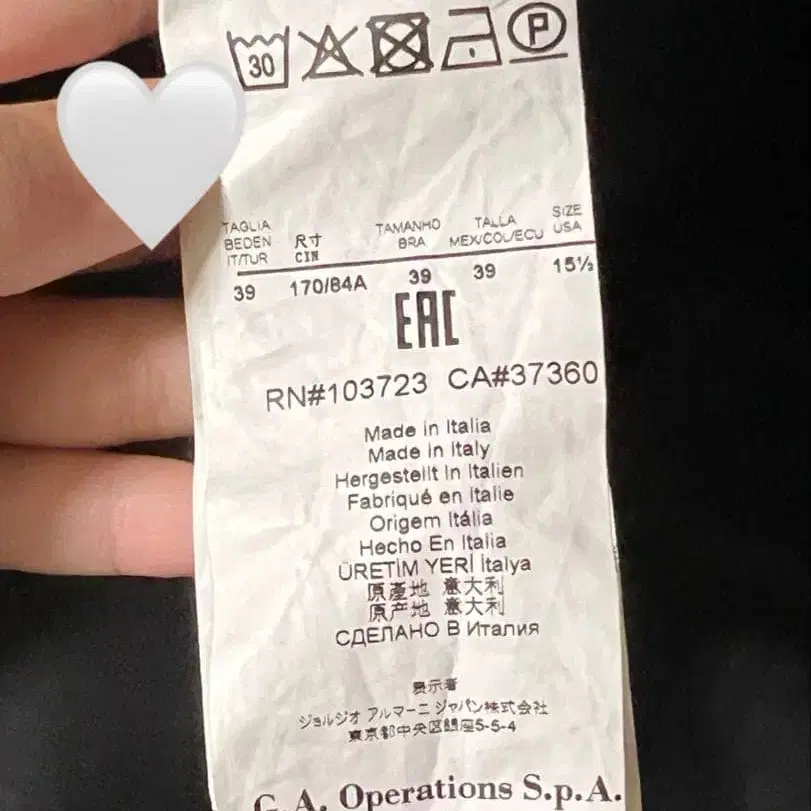 30
P
TAGLIA BEDEN IT/TUR
尺寸 CIN
TAMANHO BRA
TALLA MEX/COL/ECU
SIZE USA
39 170/84A 39 39 15½
EAC
RN#103723 CA#37360
Made in Italia
Made in Italy
Hergestellt In Italien
Fabriqué en Italie
Origem Itália
Hecho En Italia
ÜRETİM YERİ İtalya
原產地 意大利
原产地 意大利
СДЕЛАНО В Италия
表示者
ジョルジオ アルマーニ ジャパン株式会社
東京都中央区銀座5-5-4
G.A. Operations S.p.A.